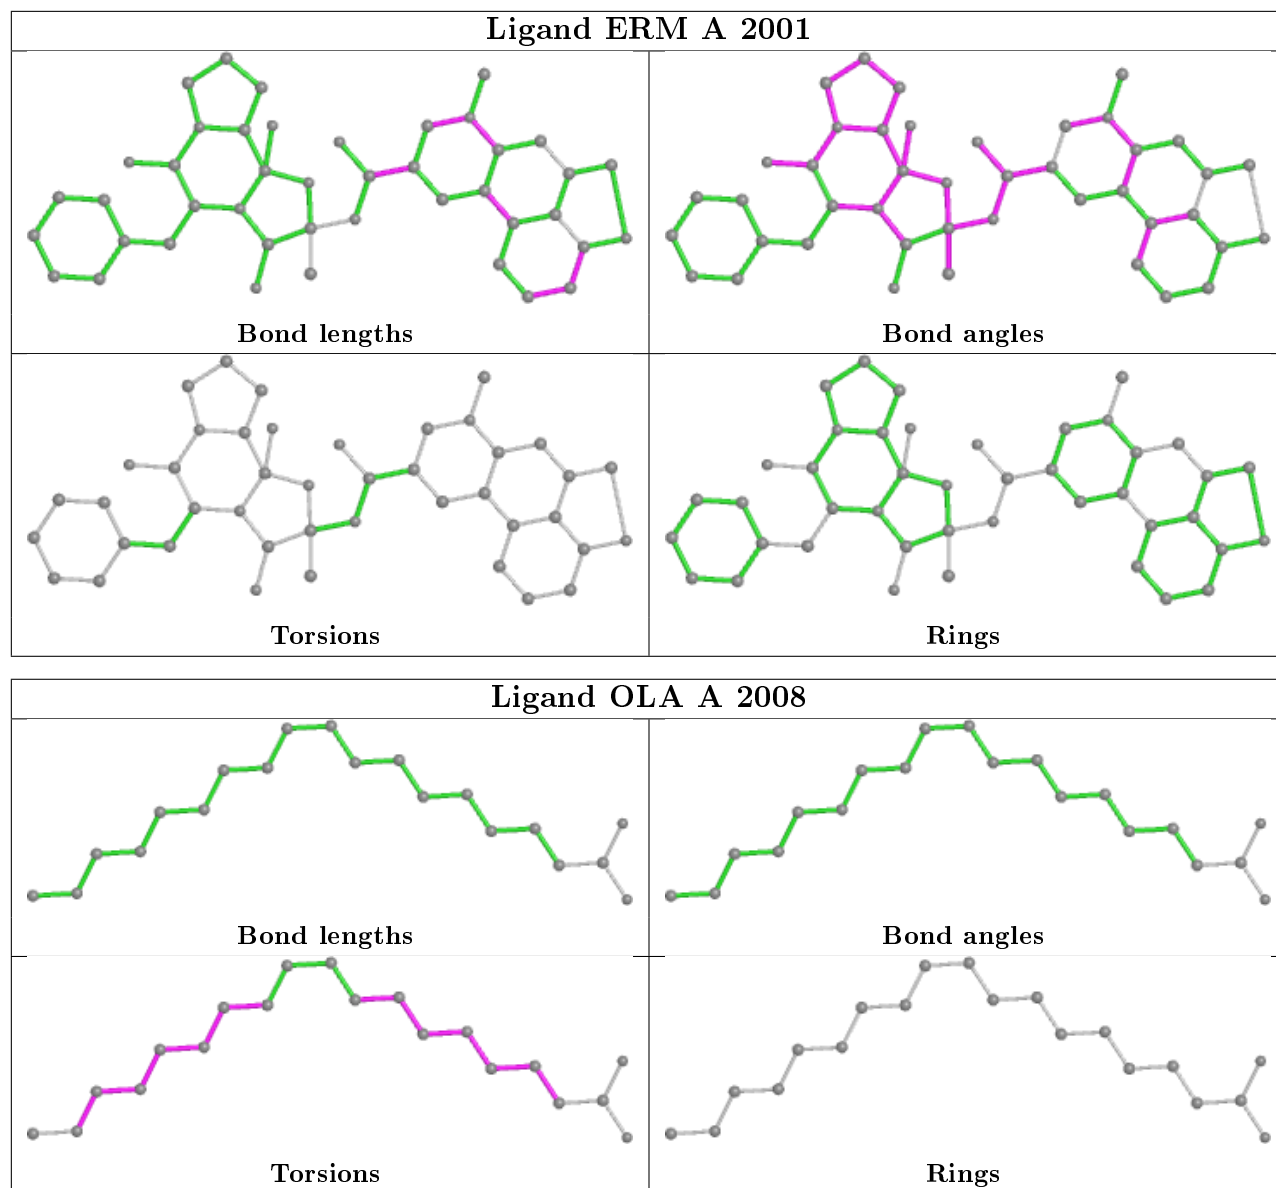 Ligand ERM A 2001
Bond lengths
Bond angles
Torsions
Rings
Ligand OLA A 2008
Bond lengths
Bond angles
Torsions
Rings